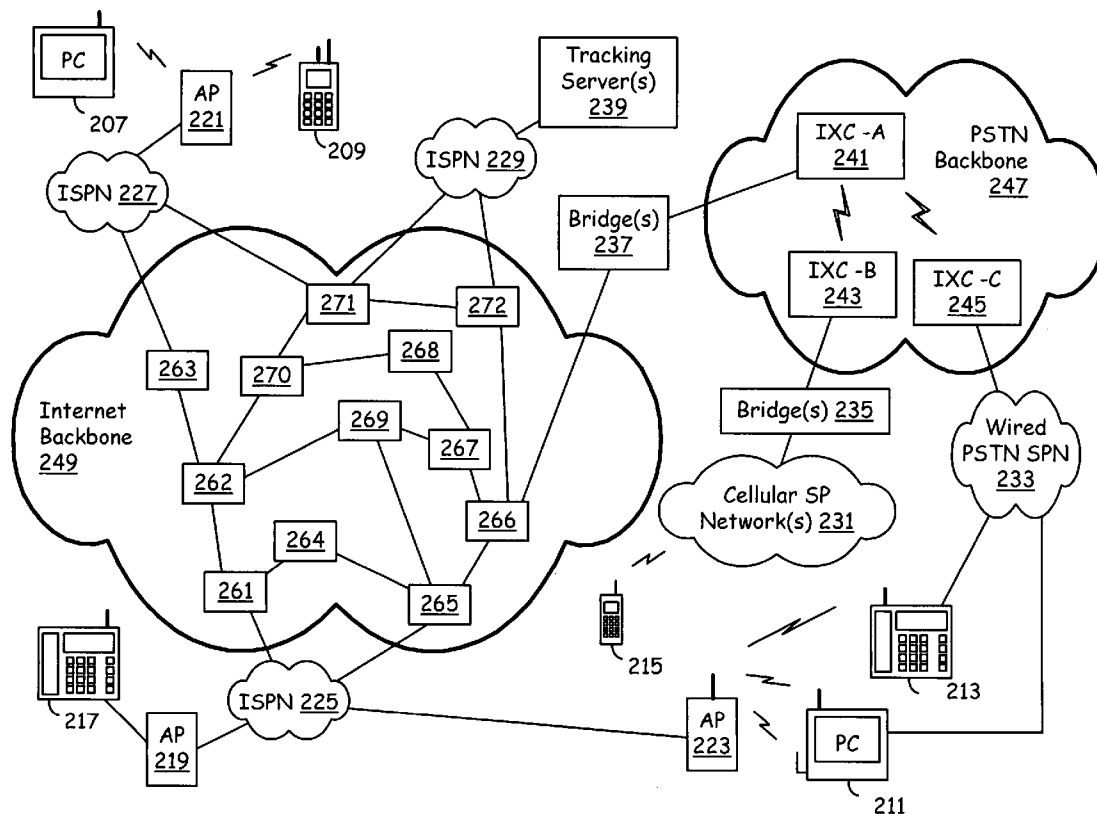 PC
207
AP
221
209
Tracking
Server(s)
239
ISPN 227
ISPN 229
IXC -A
241
PSTN
Backbone
247
Bridge(s)
237
IXC -B
243
IXC -C
245
271
272
263
270
268
269
267
262
266
Internet
Backbone
249
264
261
265
Bridge(s) 235
Wired
PSTN SPN
233
Cellular SP
Network(s) 231
215
213
217
AP
219
ISPN 225
AP
223
PC
211